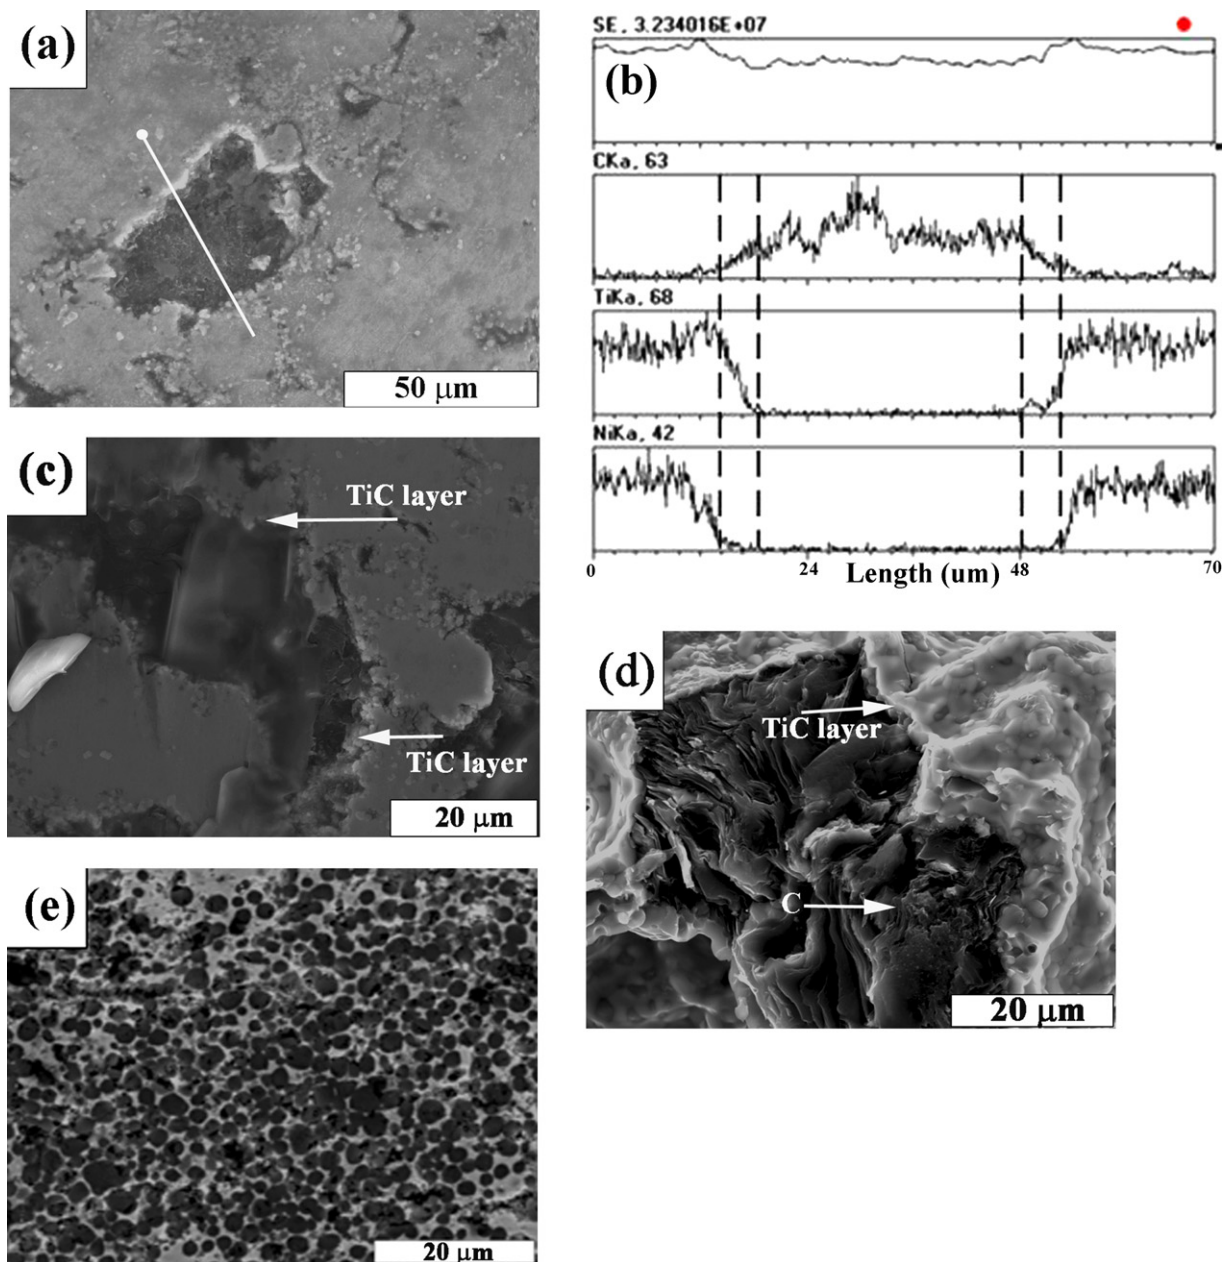 (a)
50 µm
SE, 3.234016E+07
(b)
CKa, 63
TiKa, 68
NiKa, 42
0 24 48 70
Length (um)
(c)
TiC layer
TiC layer
20 µm
(d)
TiC layer
C
20 µm
(e)
20 µm